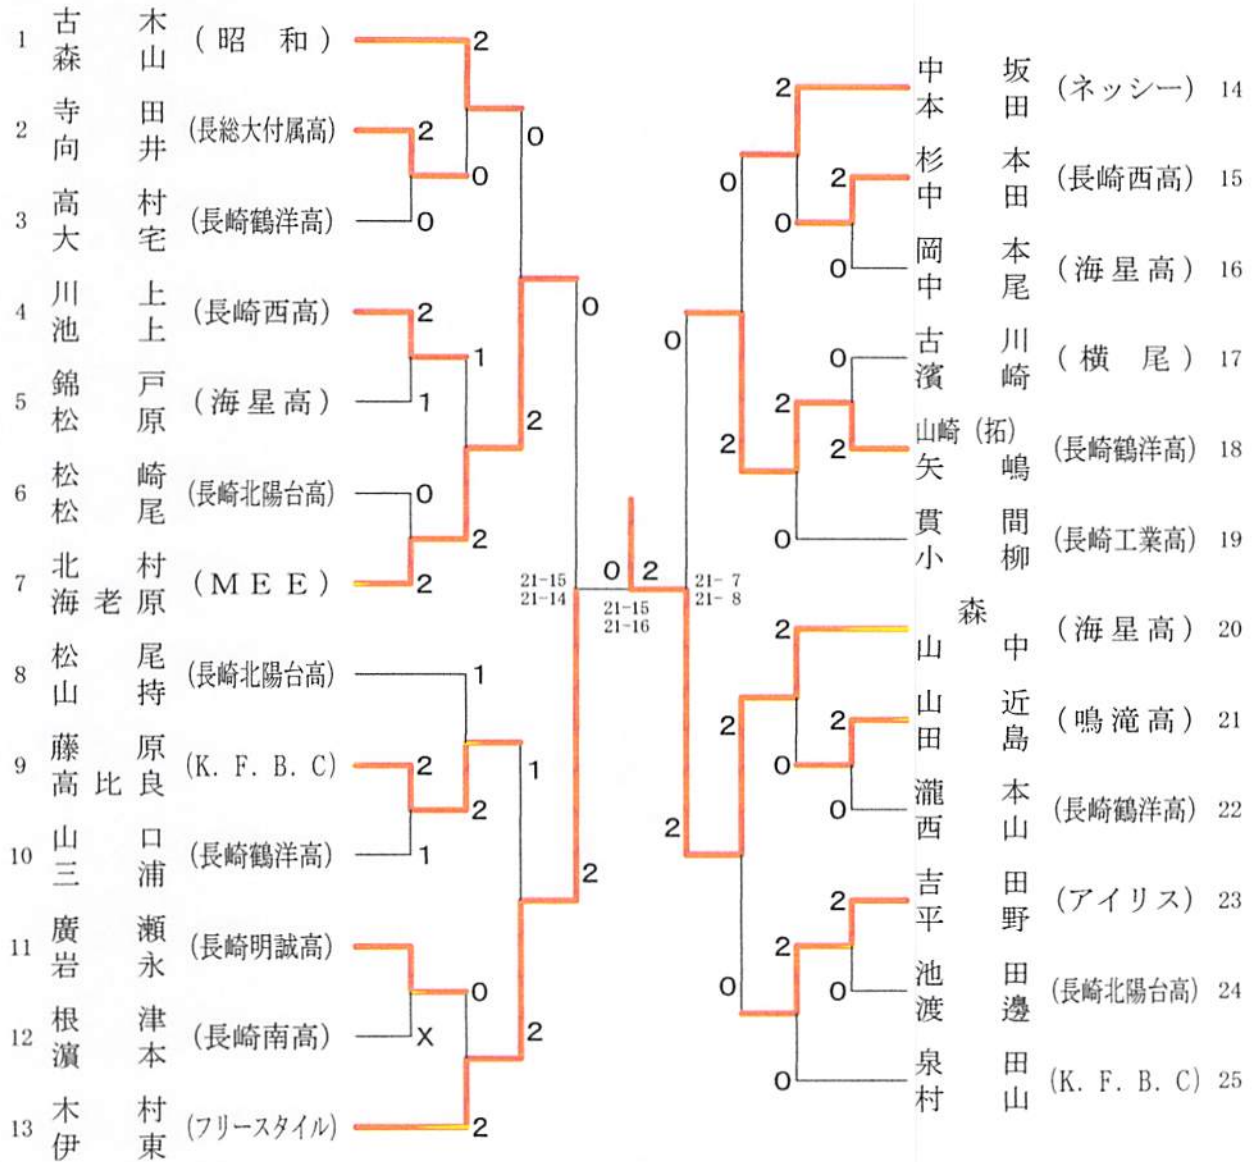 1 古木 森山 (昭和) 2
2 寺田 向井 (長総大付属高) 2
0
0
3 高村 大宅 (長崎鶴洋高) 0
4 川上 池上 (長崎西高) 2
0
1
5 錦戸 松原 (海星高) 1
2
6 松崎 松尾 (長崎北陽台高) 0
2
7 北村 海老原 (MEE) 2
21-15
21-14
0 2
21-15
21-16
21- 7
21- 8
8 松尾 山持 (長崎北陽台高) 1
9 藤原 高比良 (K. F. B. C) 2
1
2
10 山口 三浦 (長崎鶴洋高) 1
2
11 廣瀬 岩永 (長崎明誠高)
0
12 根津 濵本 (長崎南高) X
2
13 木村 伊東 (フリースタイル) 2
2 中坂 本田 (ネッシー) 14
2 杉本 中田 (長崎西高) 15
0
0
0 岡本 中尾 (海星高) 16
0
0 古川 濱崎 (横尾) 17
2
2
2 山崎(拓) 矢嶋 (長崎鶴洋高) 18
0 貫間 小柳 (長崎工業高) 19
2 森 山中 (海星高) 20
2
2 山近 田島 (鳴滝高) 21
0
0 瀧本 西山 (長崎鶴洋高) 22
2
2 吉田 平野 (アイリス) 23
2
0
0 池田 渡邊 (長崎北陽台高) 24
0 泉田 村山 (K. F. B. C) 25